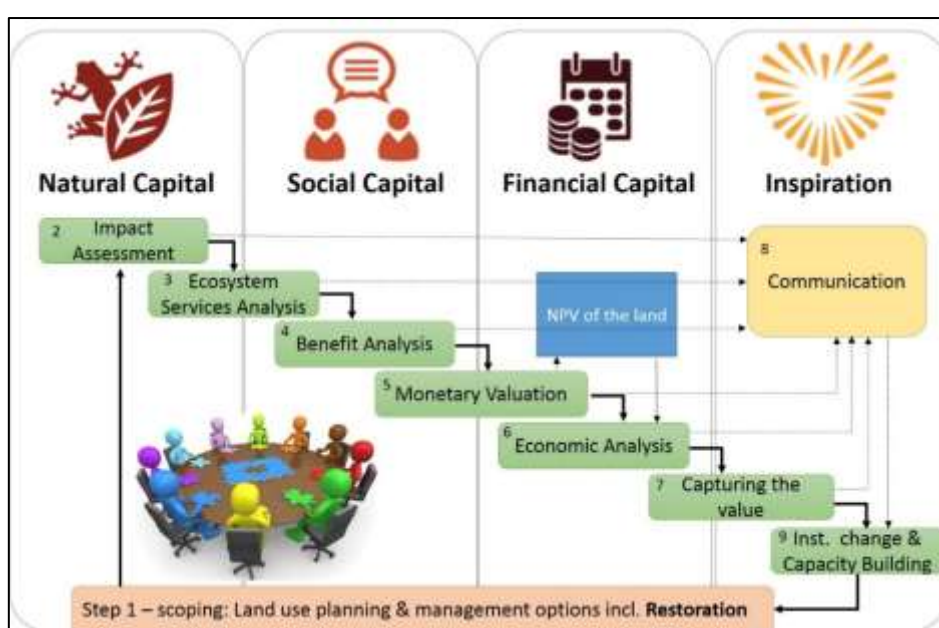 Natural Capital
Social Capital
Financial Capital
Inspiration
2 Impact
Assessment
3 Ecosystem
Services Analysis
4 Benefit Analysis
5 Monetary Valuation
NPV of the land
6 Economic Analysis
7 Capturing the
value
8
Communication
9 Inst. change &
Capacity Building
Step 1 – scoping: Land use planning & management options incl. Restoration